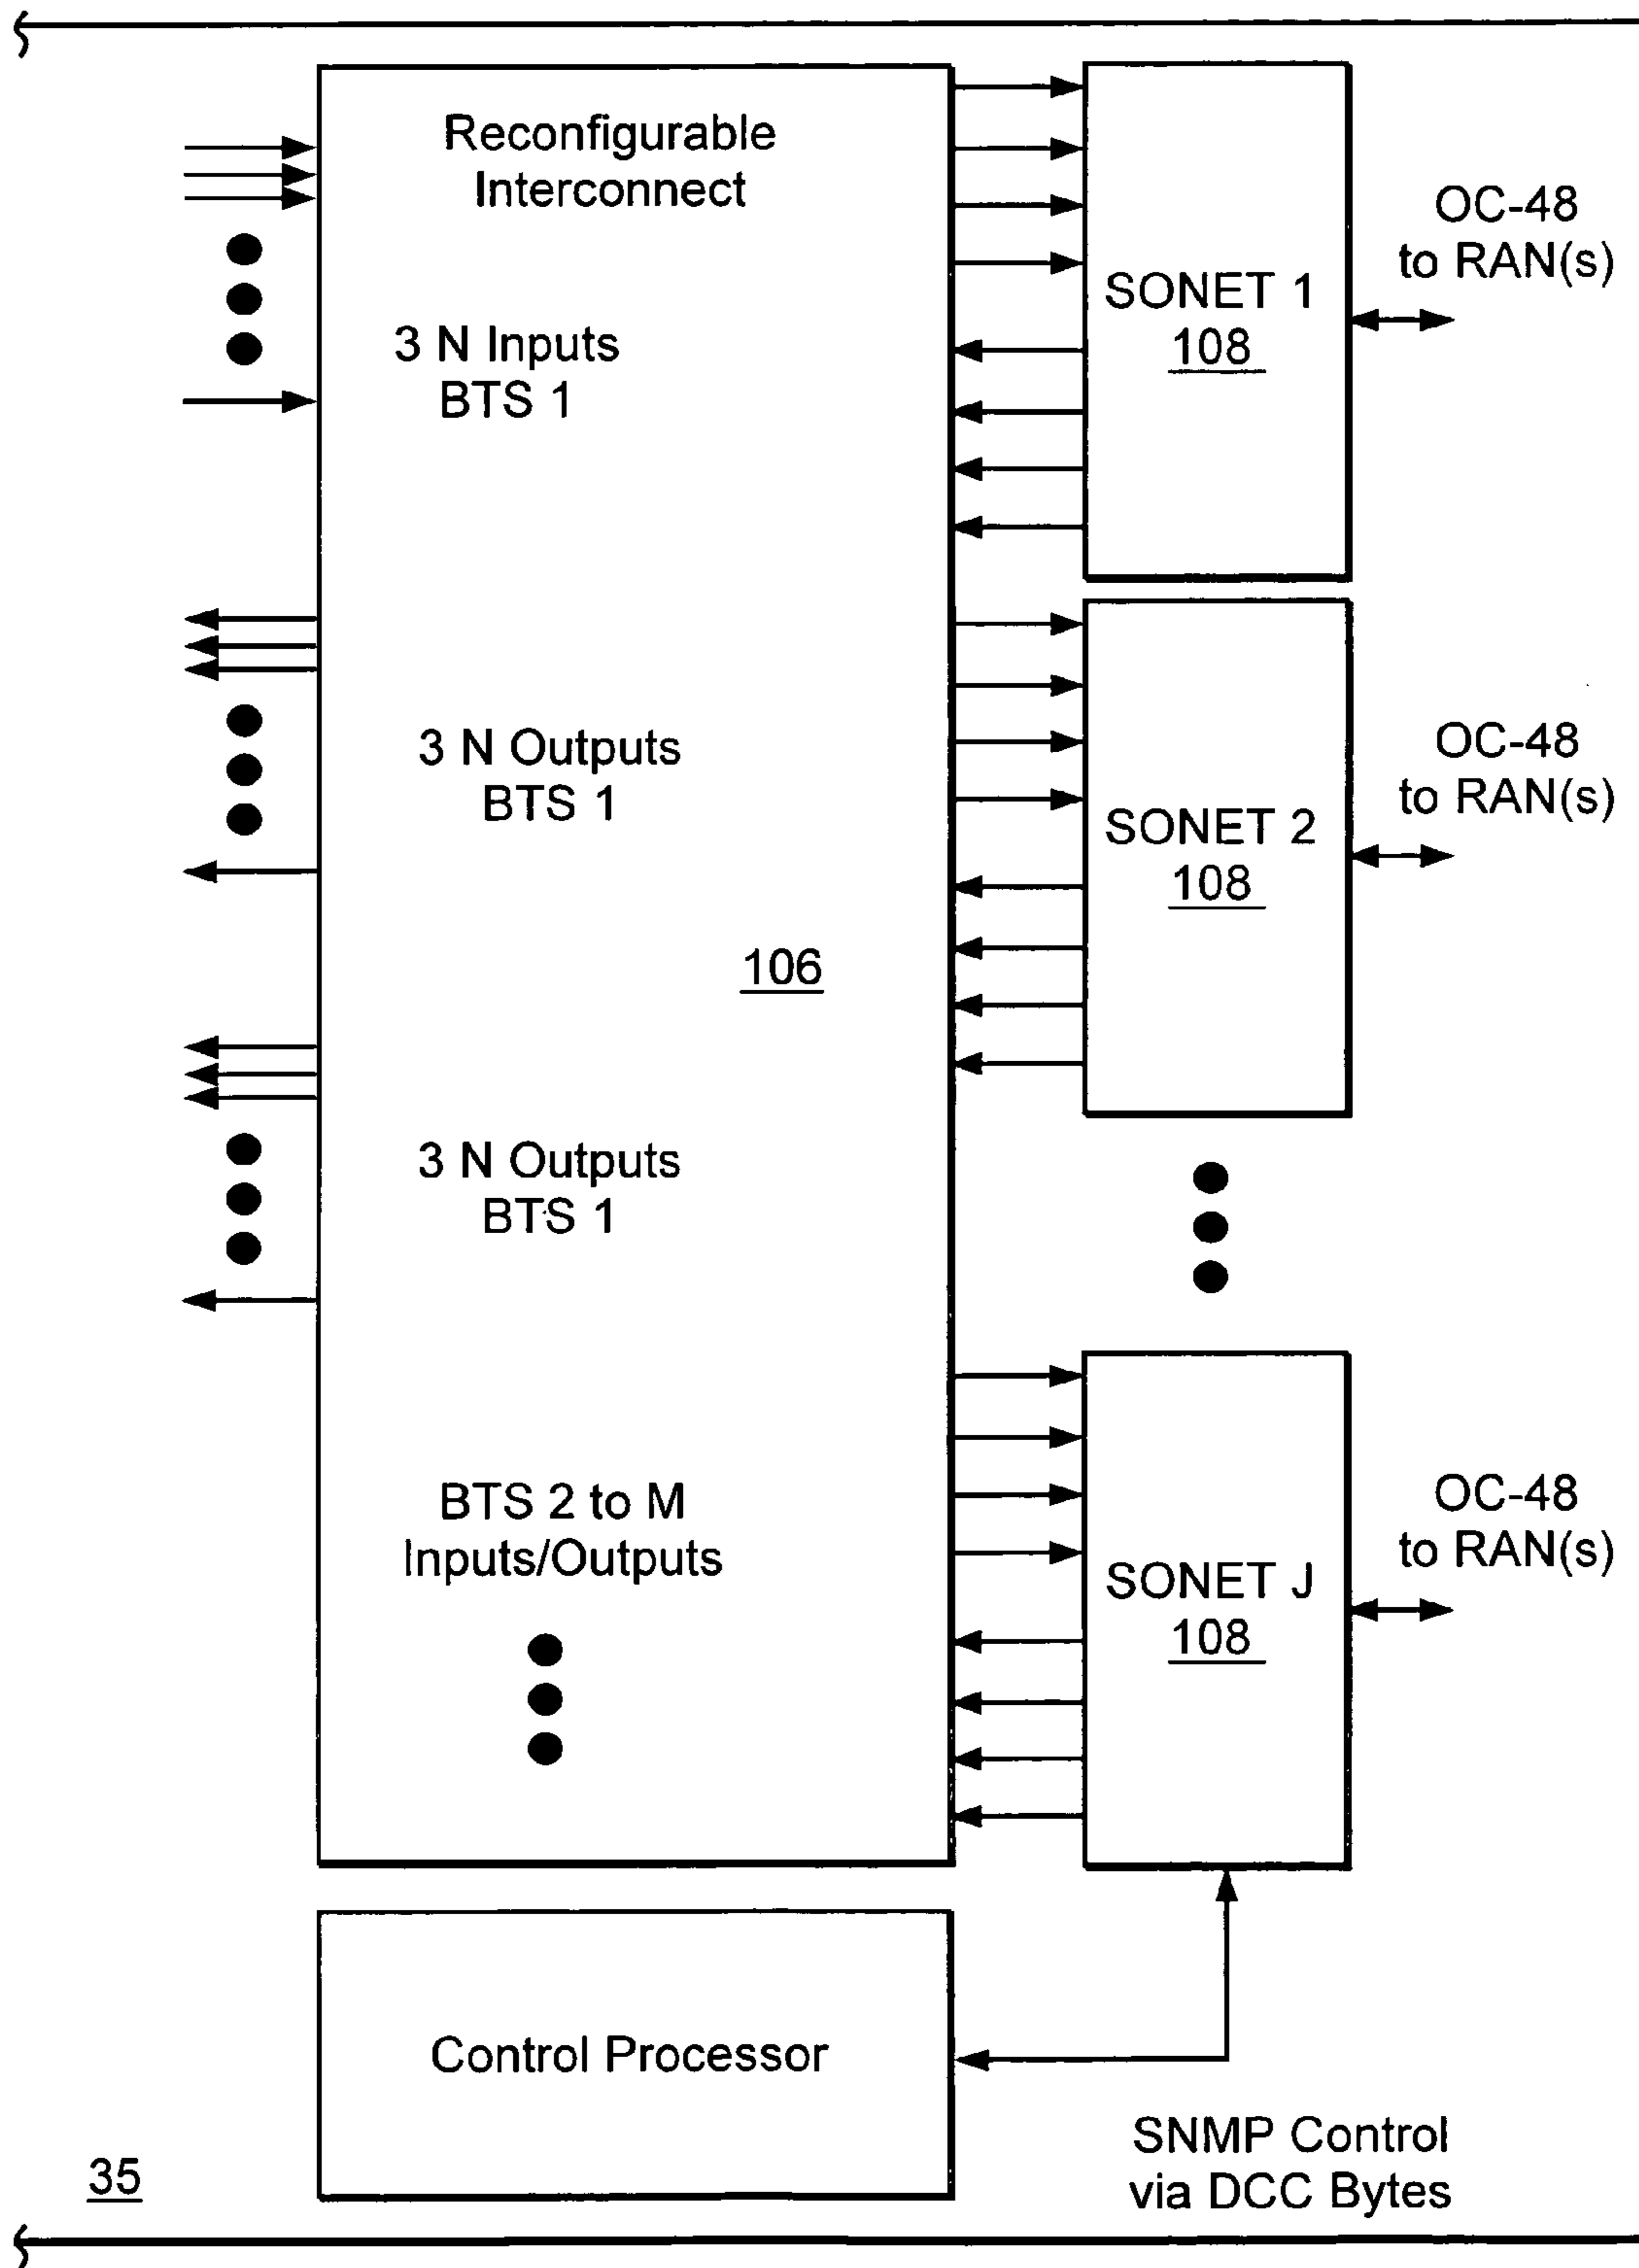 Reconfigurable
Interconnect
3 N Inputs
BTS 1
3 N Outputs
BTS 1
106
3 N Outputs
BTS 1
BTS 2 to M
Inputs/Outputs
SONET 1
108
OC-48
to RAN(s)
SONET 2
108
OC-48
to RAN(s)
SONET J
108
OC-48
to RAN(s)
Control Processor
SNMP Control
via DCC Bytes
35